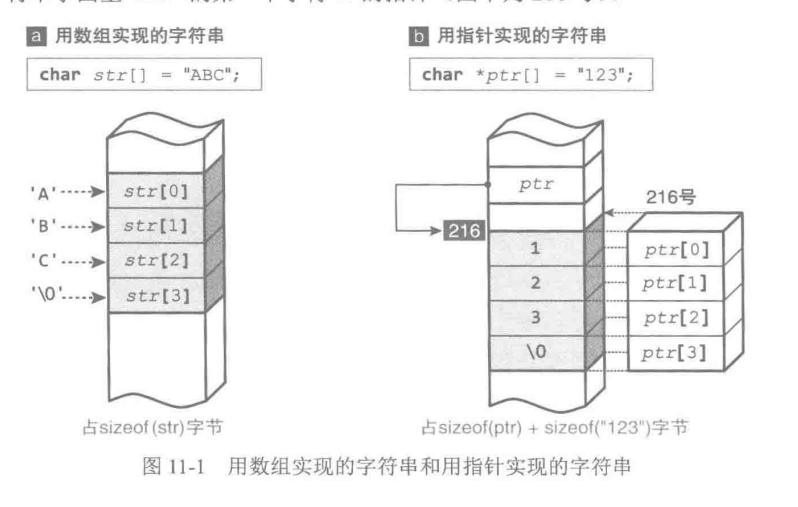 a 用数组实现的字符串
char str[] = "ABC";
'A'
str[0]
'B'
str[1]
'C'
str[2]
'\0'
str[3]
占sizeof(str)字节
b 用指针实现的字符串
char *ptr[] = "123";
ptr
216号
216
1
ptr[0]
2
ptr[1]
3
ptr[2]
\0
ptr[3]
占sizeof(ptr) + sizeof("123")字节
图 11-1 用数组实现的字符串和用指针实现的字符串